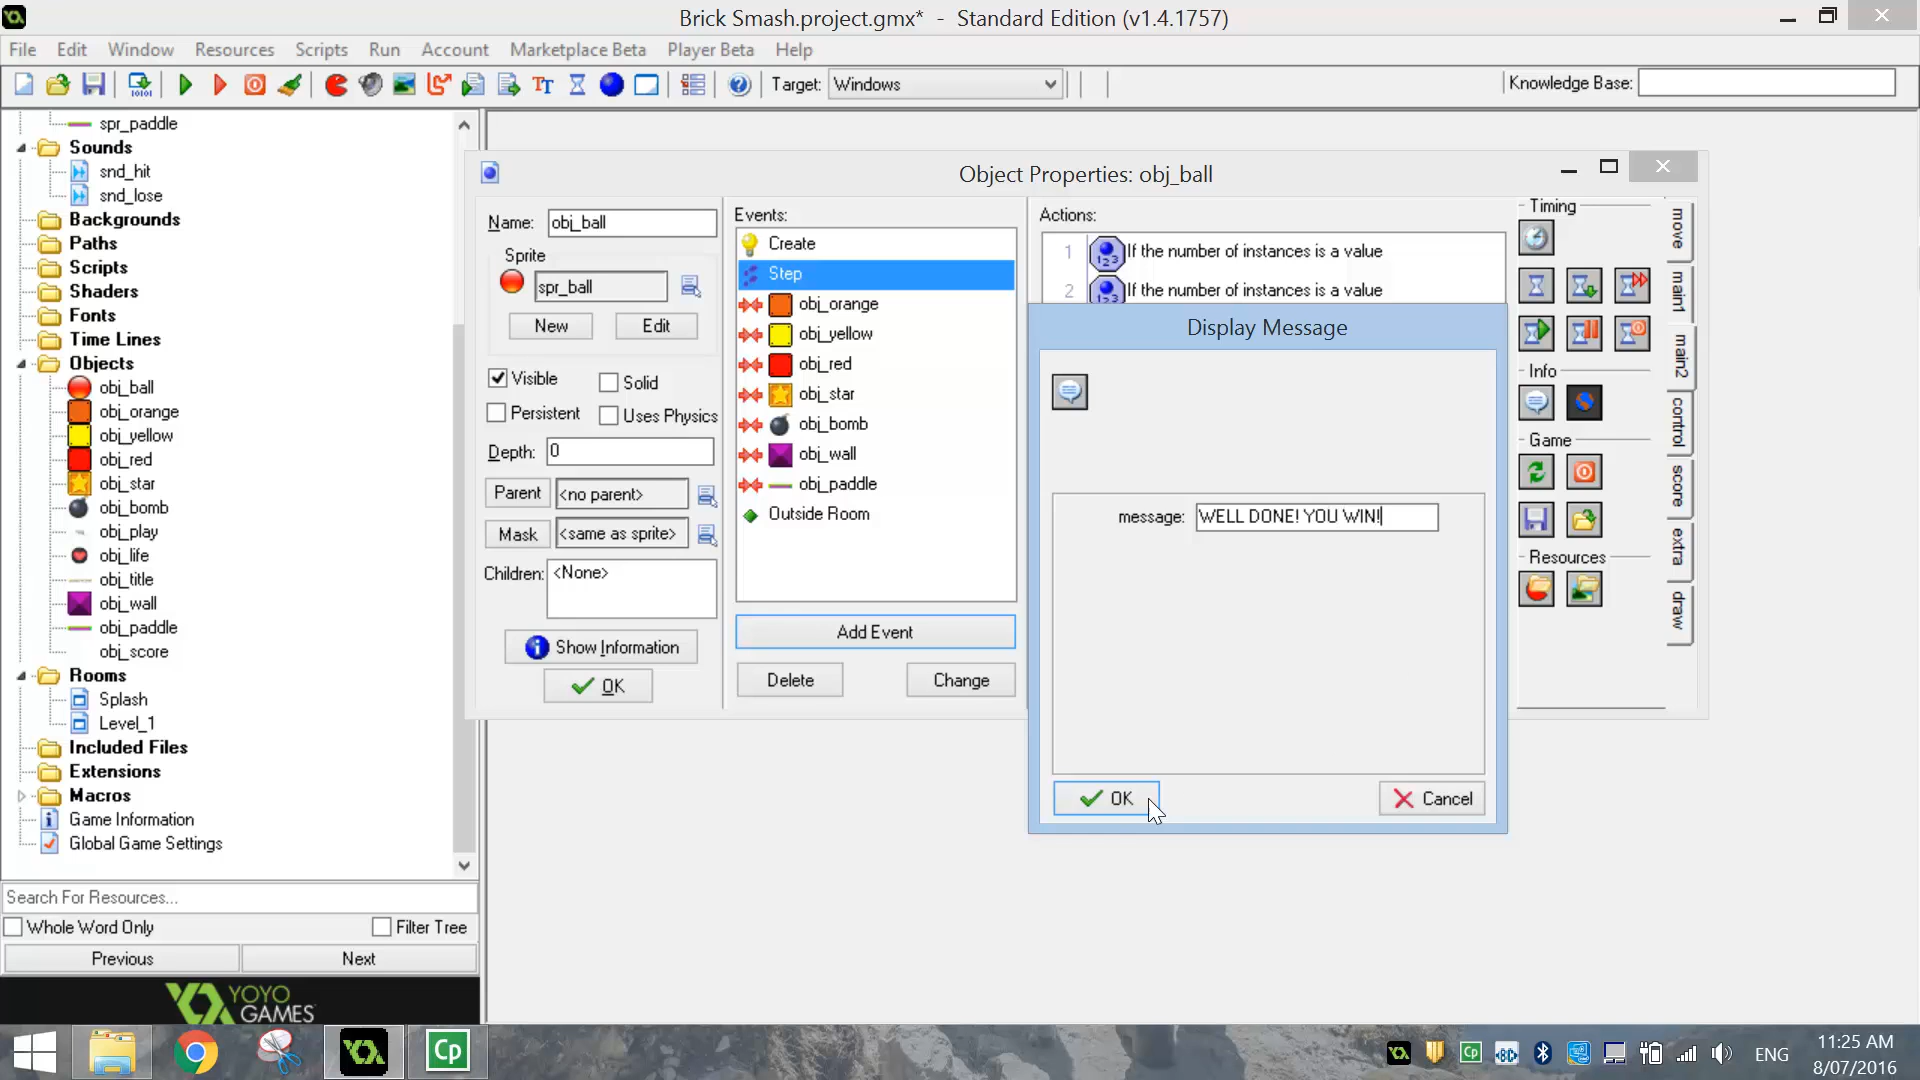 Brick Smash.project.gmx* - Standard Edition (v1.4.1757)
File Edit Window Resources Scripts Run Account Marketplace Beta Player Beta Help
Target: Windows
Knowledge Base:
spr_paddle
Sounds
snd_hit
snd_lose
Backgrounds
Paths
Scripts
Shaders
Fonts
Time Lines
Objects
obj_ball
obj_orange
obj_yellow
obj_red
obj_star
obj_bomb
obj_play
obj_life
obj_title
obj_wall
obj_paddle
obj_score
Rooms
Splash
Level_1
Included Files
Extensions
Macros
Game Information
Global Game Settings
Search For Resources...
Whole Word Only
Filter Tree
Previous
Next
YOYO
GAMES
Object Properties: obj_ball
Name: obj_ball
Sprite
spr_ball
New
Edit
Visible
Solid
Persistent
Uses Physics
Depth: 0
Parent <no parent>
Mask <same as sprite>
Children: <None>
Show Information
OK
Events:
Create
Step
obj_orange
obj_yellow
obj_red
obj_star
obj_bomb
obj_wall
obj_paddle
Outside Room
Add Event
Delete
Change
Actions:
1 If the number of instances is a value
2 If the number of instances is a value
Display Message
message: WELL DONE! YOU WIN!
OK
Cancel
Timing
Info
Game
Resources
move
main1
main2
control
score
extra
draw
Cp
ENG
11:25 AM
8/07/2016